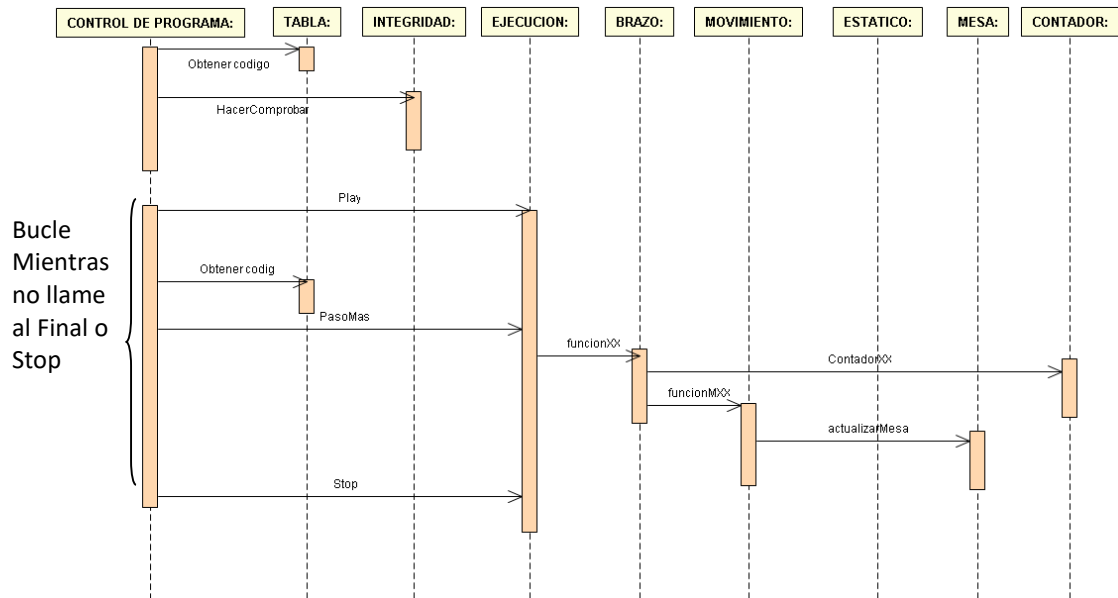 CONTROL DE PROGRAMA:
TABLA:
INTEGRIDAD:
EJECUCION:
BRAZO:
MOVIMIENTO:
ESTATICO:
MESA:
CONTADOR:
Obtener codigo
HacerComprobar
Play
Bucle
Mientras
no llame
al Final o
Stop
Obtener codig
PasoMas
funcionXX
ContadorXX
funcionMXx
actualizarMesa
Stop